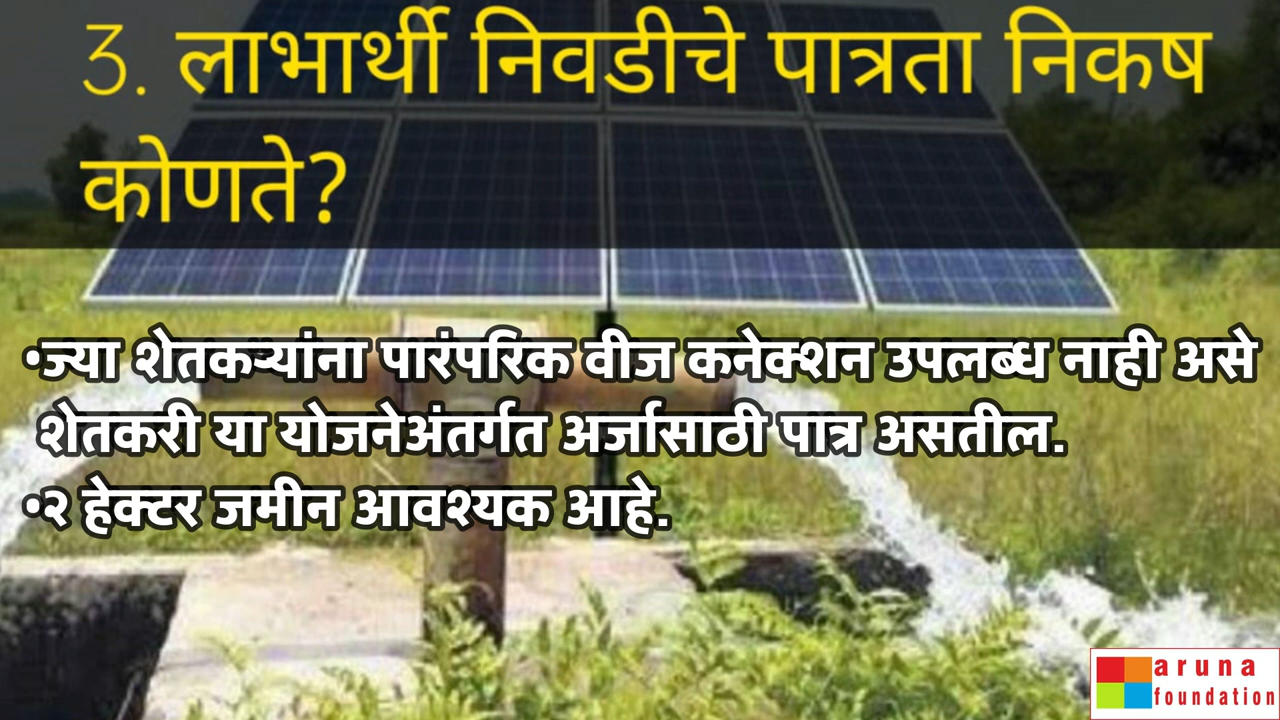 3. लाभार्थी निवडीचे पात्रता निकष
कोणते?
•ज्या शेतकऱ्यांना पारंपरिक वीज कनेक्शन उपलब्ध नाही असे
शेतकरी या योजनेअंतर्गत अर्जासाठी पात्र असतील.
•२ हेक्टर जमीन आवश्यक आहे.
aruna
foundation